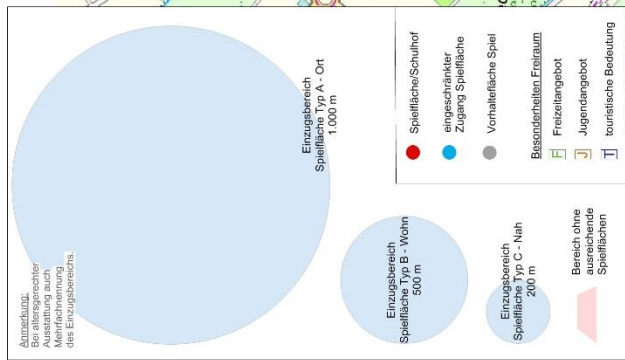 Anmerkung:
Bei altersgerechter
Ausstattung auch
Mehrfachnennung
des Einzugsbereichs.
Einzugsbereich
Spielfläche Typ A - Ort
1.000 m
Einzugsbereich
Spielfläche Typ B - Wohn
500 m
Einzugsbereich
Spielfläche Typ C - Nah
200 m
Bereich ohne
ausreichende
Spielflächen
Spielfläche/Schulhof
eingeschränkter
Zugang Spielfläche
Vorhaltefläche Spiel
Besonderheiten Freiraum
F Freizeitangebot
J Jugendangebot
T touristische Bedeutung